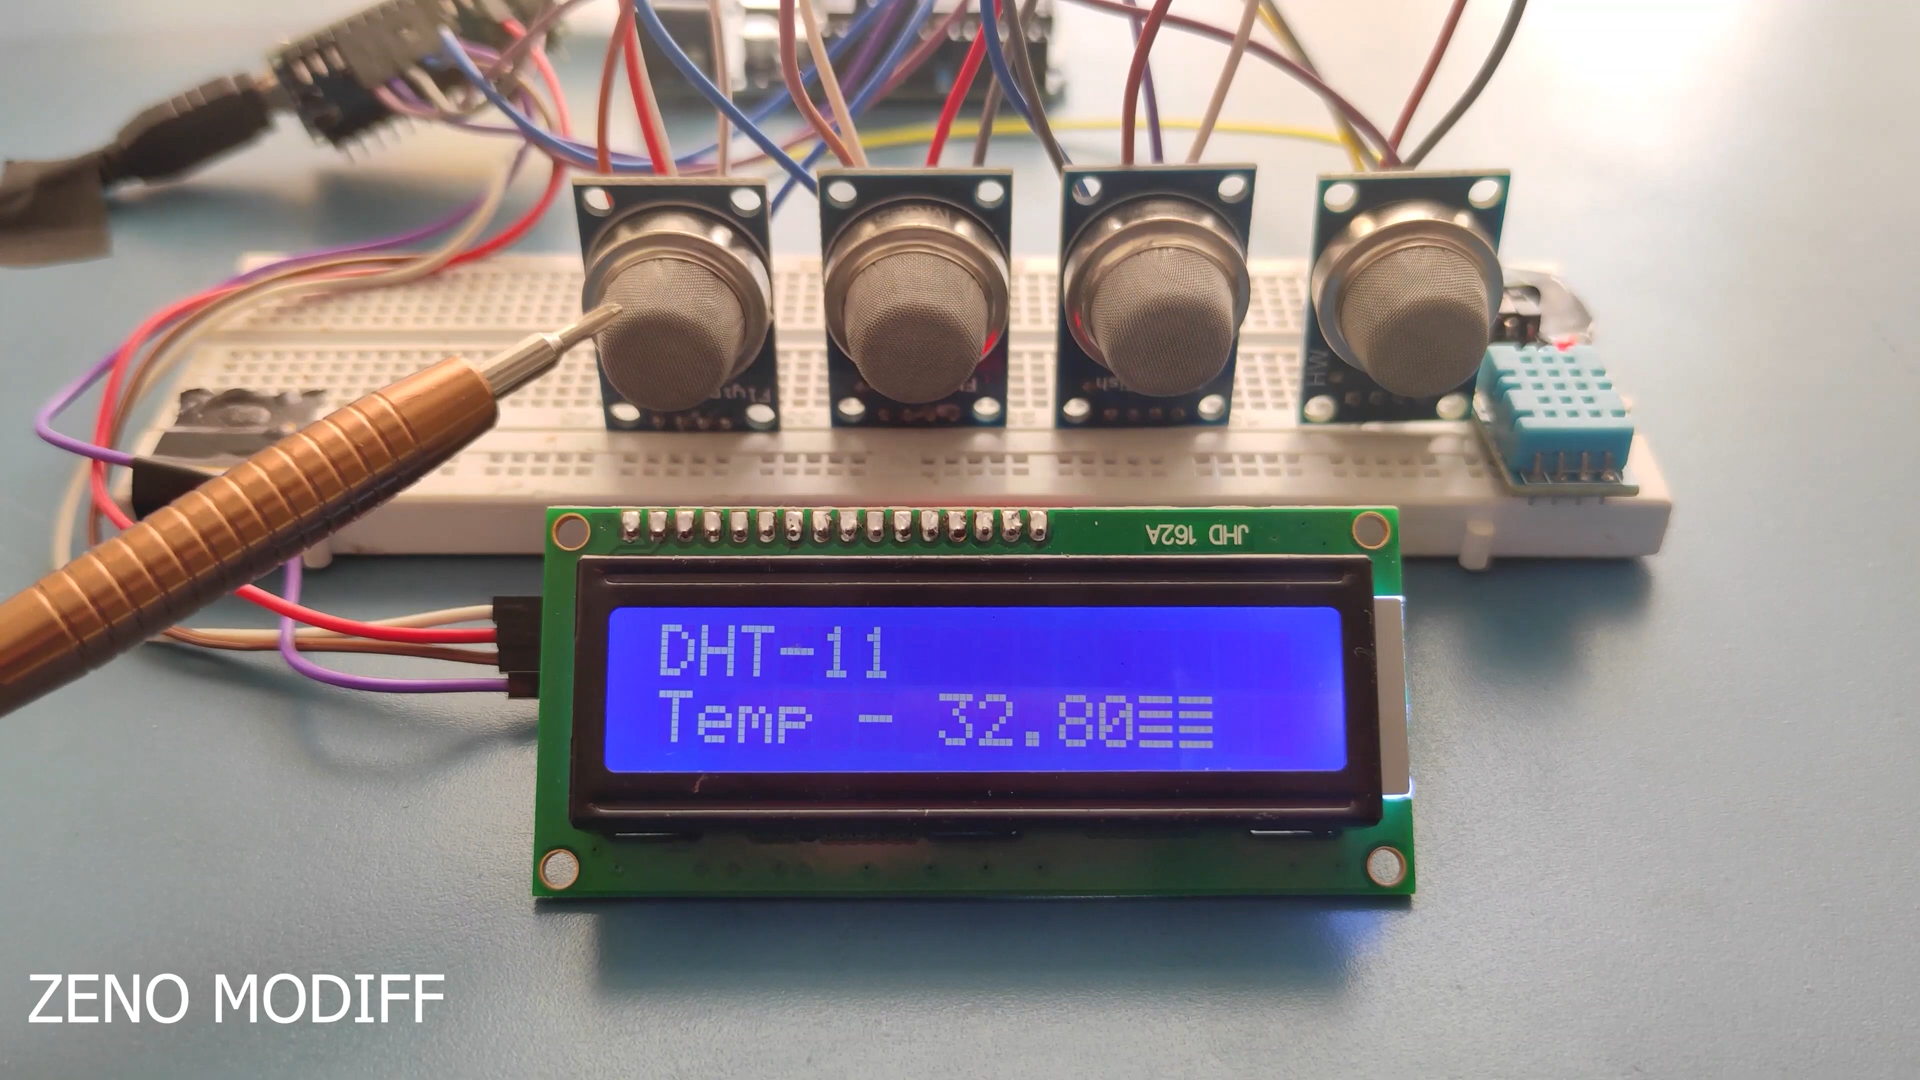 HW
JHD 162A
DHT-11
Temp - 32.80
ZENO MODIFF